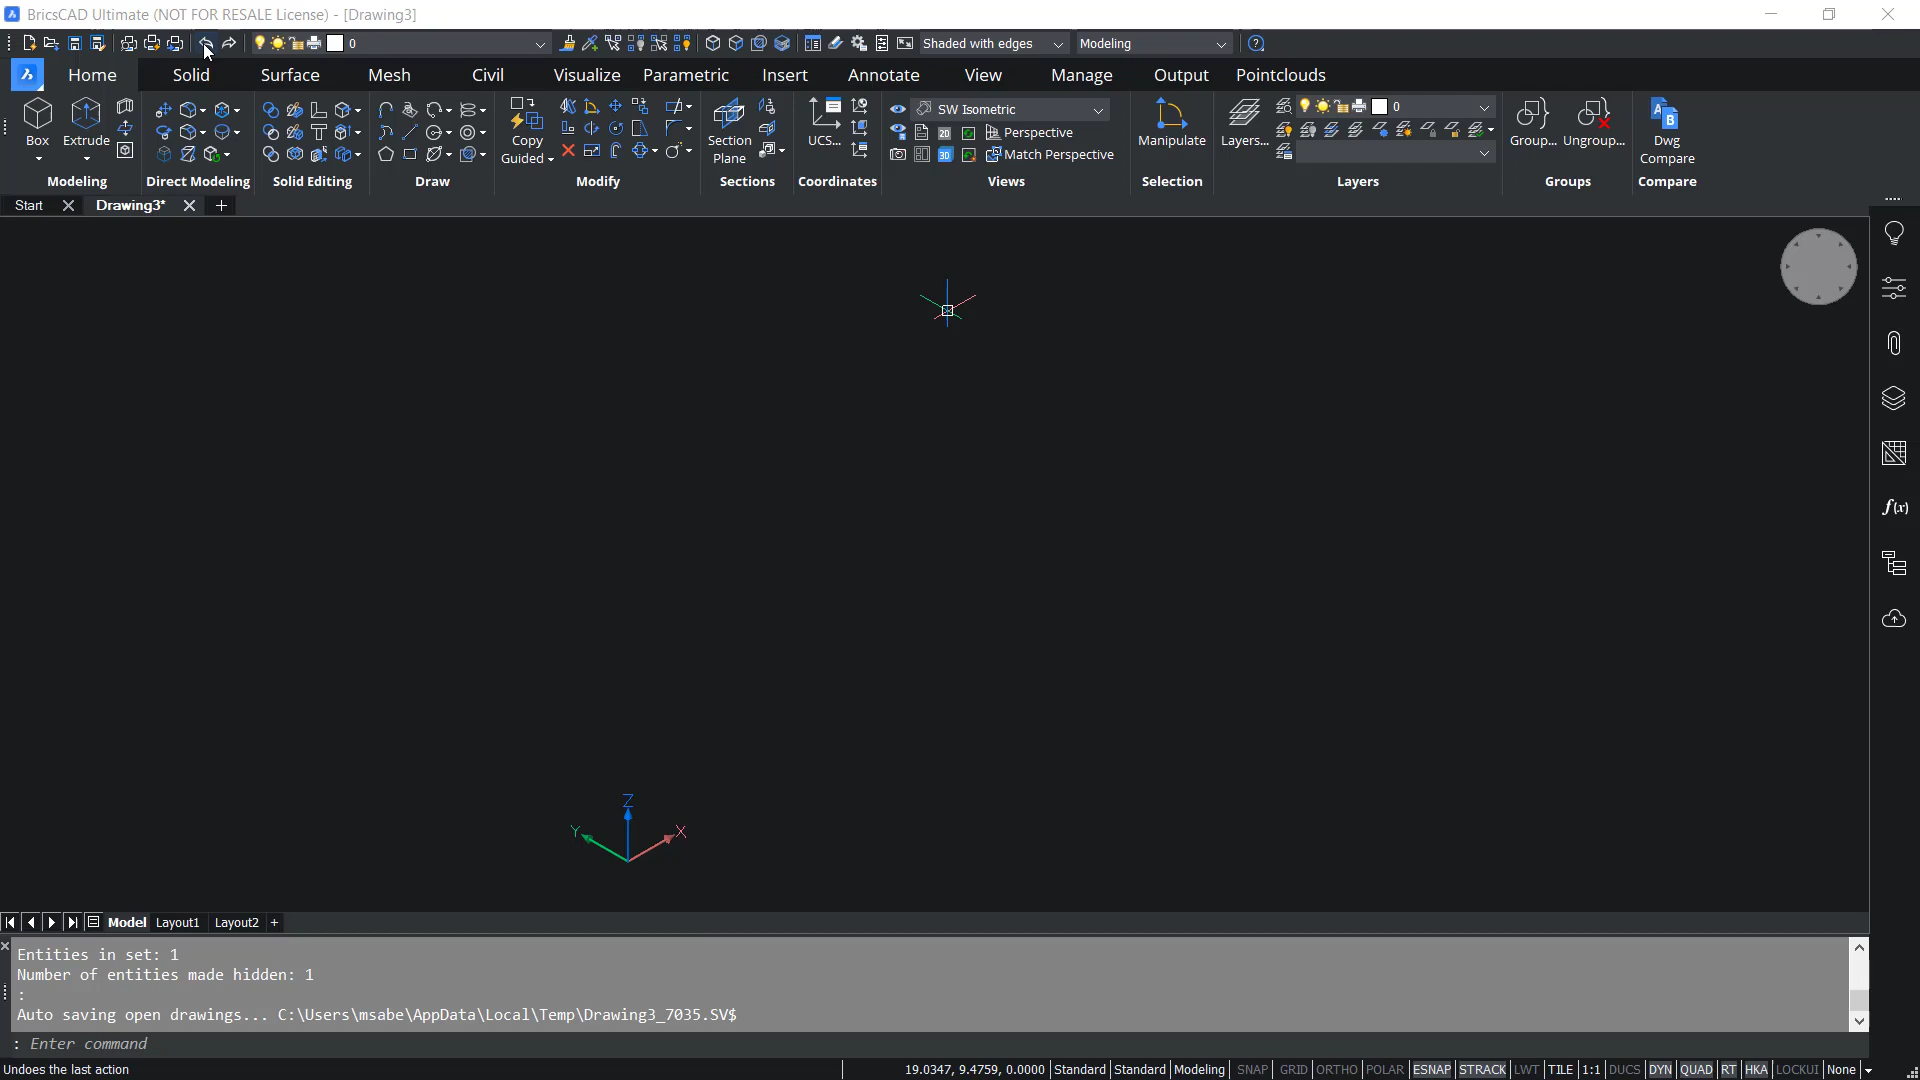 BricsCAD Ultimate (NOT FOR RESALE License) - [Drawing3]
0
Shaded with edges
Modeling
Home Solid Surface Mesh Civil Visualize Parametric Insert Annotate View Manage Output Pointclouds
Box
Extrude
Modeling
Direct Modeling
Solid Editing
Draw
Copy
Guided
Modify
Section
Plane
Sections
UCS...
Coordinates
SW Isometric
2D
Perspective
3D
Match Perspective
Views
Manipulate
Selection
Layers...
0
Layers
Group...
Ungroup...
Groups
A
B
Dwg
Compare
Compare
Start
Drawing3*
f(x)
Z
Y
X
Model Layout1 Layout2 +
Entities in set: 1
Number of entities made hidden: 1
:
Auto saving open drawings... C:\Users\msabe\AppData\Local\Temp\Drawing3_7035.SV$
: Enter command
Undoes the last action
19.0347, 9.4759, 0.0000 Standard Standard Modeling SNAP GRID ORTHO POLAR ESNAP STRACK LWT TILE 1:1 DUCS DYN QUAD RT HKA LOCKUI None